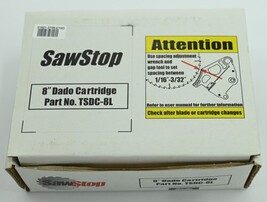 SawStop
8" Dado Cartridge
Part No. TSDC-8L
Attention
Use spacing adjustment
wrench and
gap tool to set
spacing between
1/16"-3/32"
Refer to user manual for further instruction
Check after blade or cartridge changes
SawStop
8" Dado Cartridge
Part No. TSDC-8L